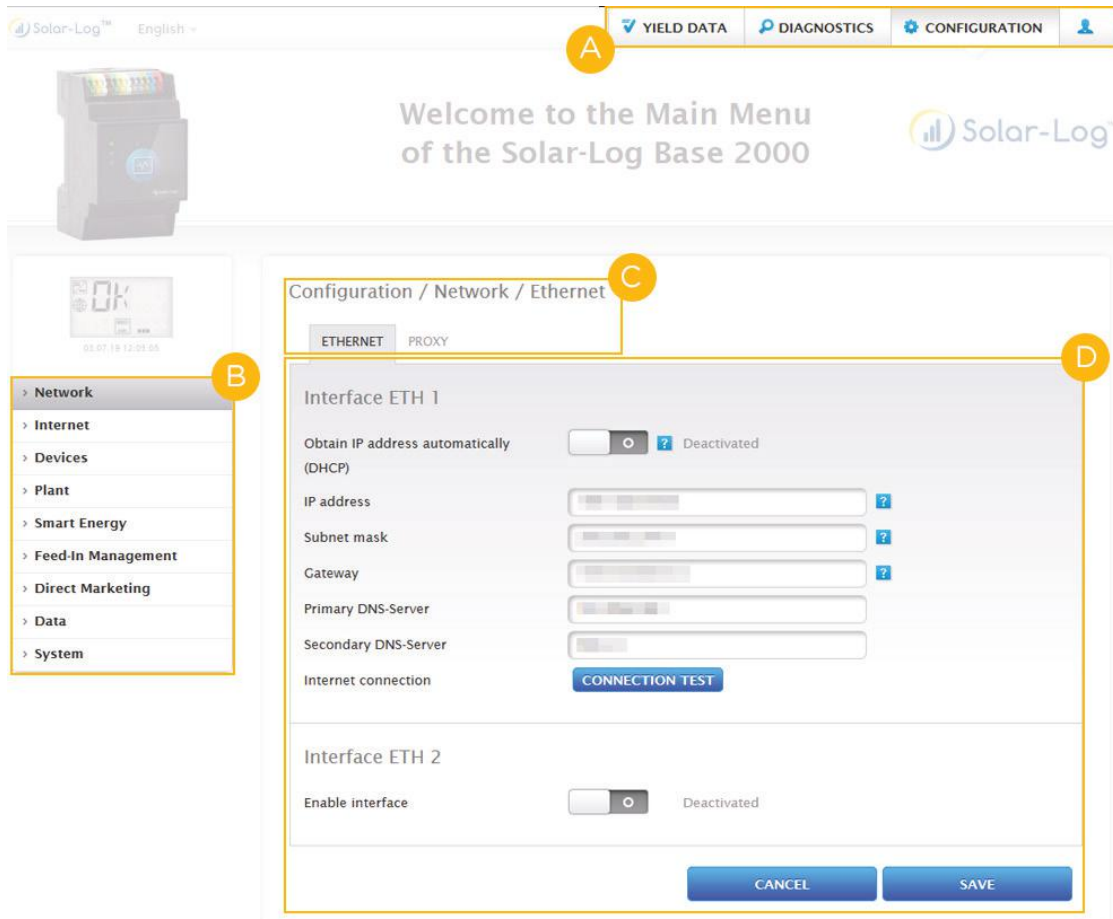 Solar-Log™ English
YIELD DATA DIAGNOSTICS CONFIGURATION
A
Welcome to the Main Menu
of the Solar-Log Base 2000
Solar-Log™
C
Configuration / Network / Ethernet
OK
ETHERNET PROXY
D
B
> Network
> Internet
> Devices
> Plant
> Smart Energy
> Feed-In Management
> Direct Marketing
> Data
> System
Interface ETH 1
Obtain IP address automatically
(DHCP)
? Deactivated
IP address ?
Subnet mask ?
Gateway ?
Primary DNS-Server
Secondary DNS-Server
Internet connection CONNECTION TEST
Interface ETH 2
Enable interface Deactivated
CANCEL SAVE